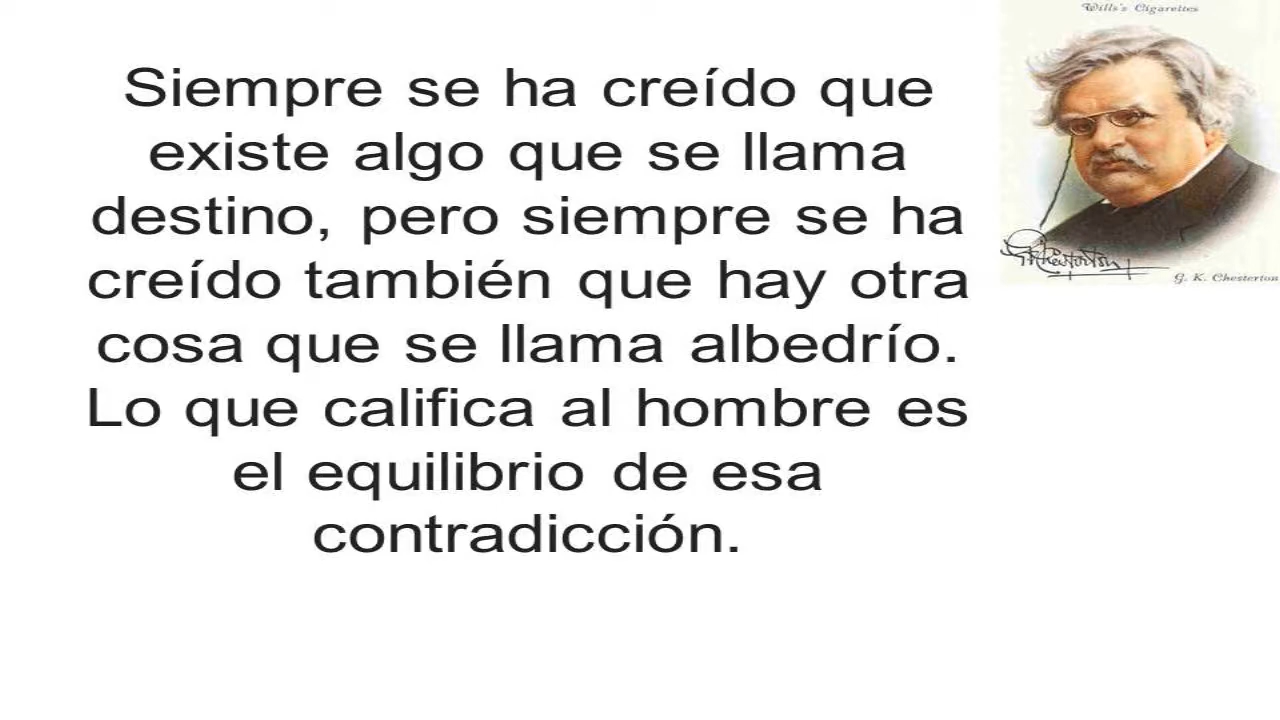 Wills's Cigarettes
Siempre se ha creído que
existe algo que se llama
destino, pero siempre se ha
creído también que hay otra
cosa que se llama albedrío.
Lo que califica al hombre es
el equilibrio de esa
contradicción.
G. K. Chesterton
G. K. Chesterton